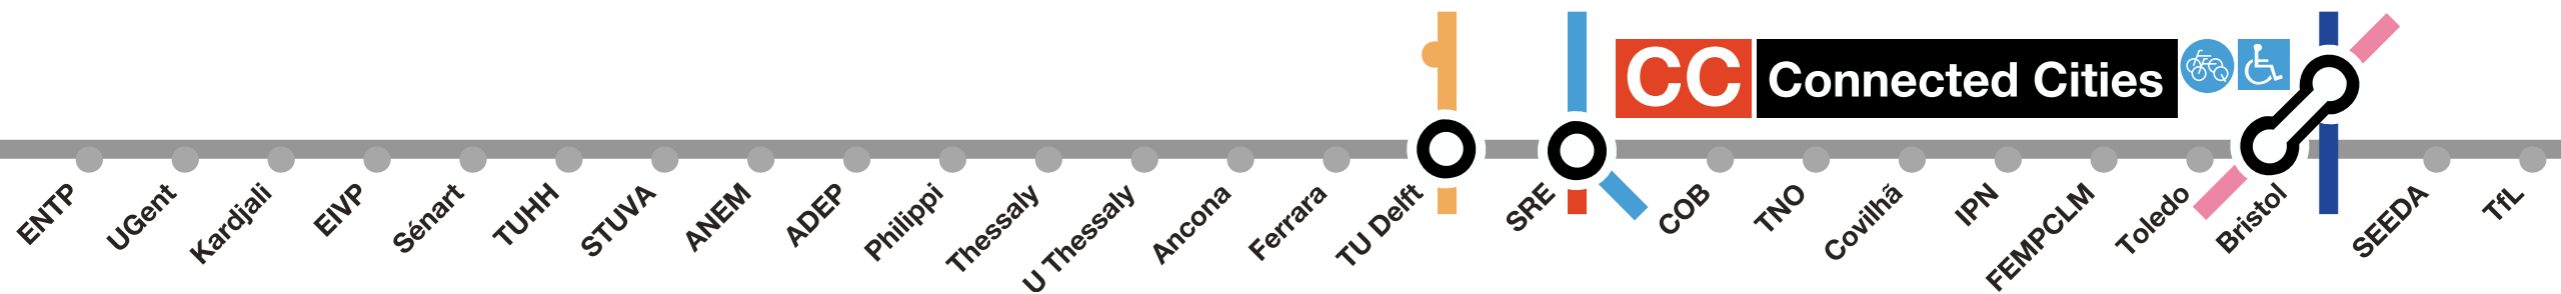 CC Connected Cities
ENTP
UGent
Kardjali
EIVP
Sénart
TUHH
STUVA
ANEM
ADEP
Philippi
Thessaly
U Thessaly
Ancona
Ferrara
TU Delft
SRE
COB
TNO
Covilhã
IPN
FEMPCLM
Toledo
Bristol
SEEDA
TfL